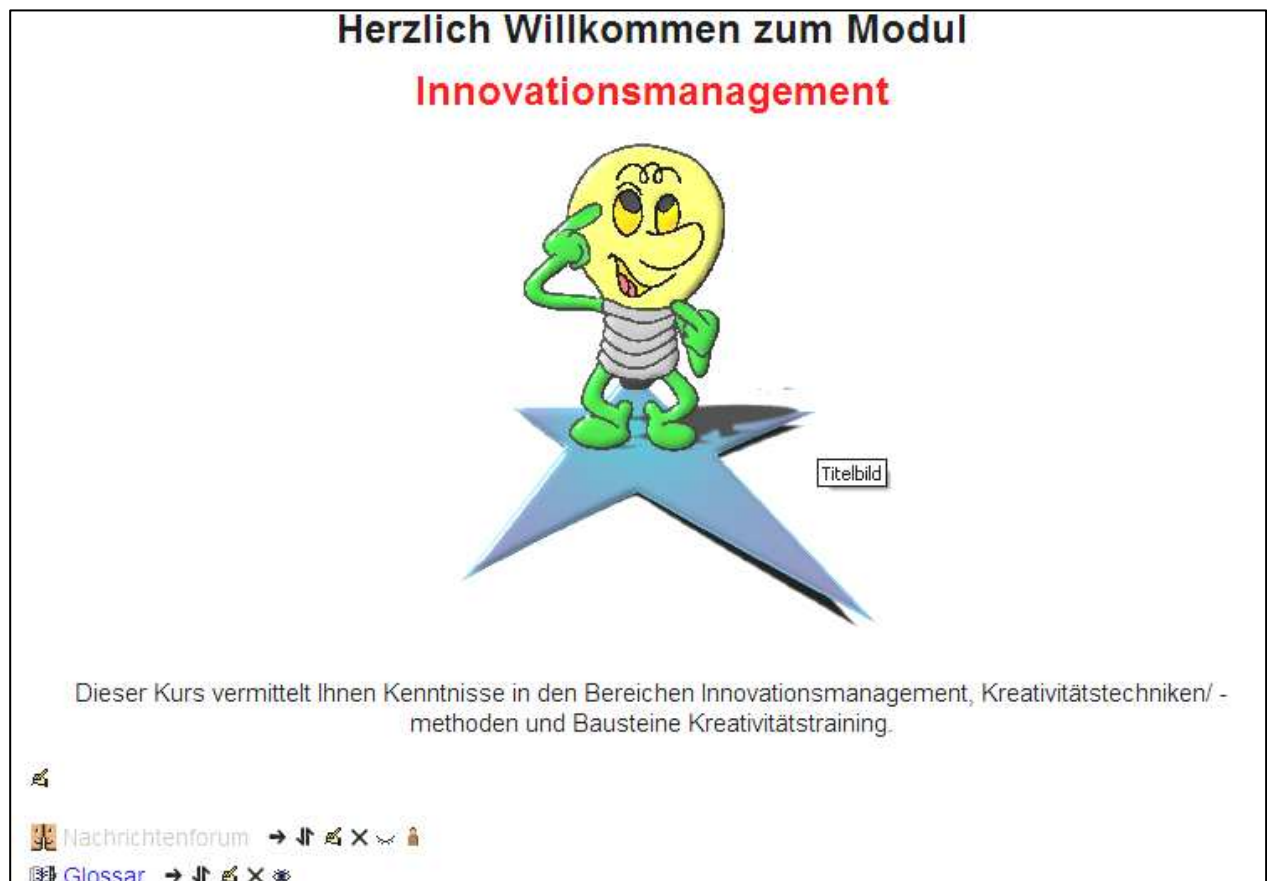 Herzlich Willkommen zum Modul
Innovationsmanagement
Titelbild
Dieser Kurs vermittelt Ihnen Kenntnisse in den Bereichen Innovationsmanagement, Kreativitätstechniken/ -
methoden und Bausteine Kreativitätstraining.
Nachrichtenforum
Glossar